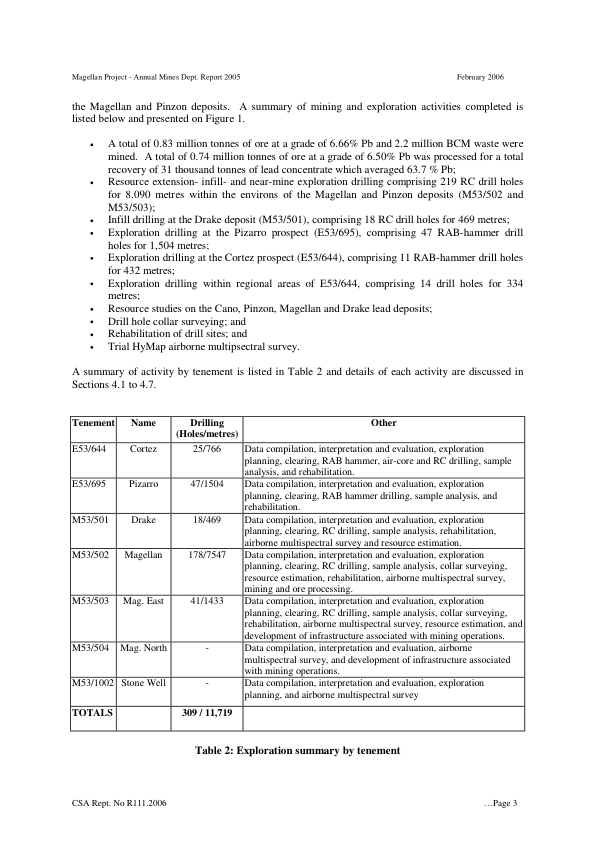 Magellan Project - Annual Mines Dept. Report 2005 February 2006
the Magellan and Pinzon deposits. A summary of mining and exploration activities completed is
listed below and presented on Figure 1.
• A total of 0.83 million tonnes of ore at a grade of 6.66% Pb and 2.2 million BCM waste were
mined. A total of 0.74 million tonnes of ore at a grade of 6.50% Pb was processed for a total
recovery of 31 thousand tonnes of lead concentrate which averaged 63.7 % Pb;
• Resource extension- infill- and near-mine exploration drilling comprising 219 RC drill holes
for 8.090 metres within the environs of the Magellan and Pinzon deposits (M53/502 and
M53/503);
• Infill drilling at the Drake deposit (M53/501), comprising 18 RC drill holes for 469 metres;
• Exploration drilling at the Pizarro prospect (E53/695), comprising 47 RAB-hammer drill
holes for 1,504 metres;
• Exploration drilling at the Cortez prospect (E53/644), comprising 11 RAB-hammer drill holes
for 432 metres;
• Exploration drilling within regional areas of E53/644, comprising 14 drill holes for 334
metres;
• Resource studies on the Cano, Pinzon, Magellan and Drake lead deposits;
• Drill hole collar surveying; and
• Rehabilitation of drill sites; and
• Trial HyMap airborne multipsectral survey.
A summary of activity by tenement is listed in Table 2 and details of each activity are discussed in
Sections 4.1 to 4.7.
Tenement Name Drilling Other
(Holes/metres)
E53/644 Cortez 25/766 Data compilation, interpretation and evaluation, exploration
planning, clearing, RAB hammer, air-core and RC drilling, sample
analysis, and rehabilitation.
E53/695 Pizarro 47/1504 Data compilation, interpretation and evaluation, exploration
planning, clearing, RAB hammer drilling, sample analysis, and
rehabilitation.
M53/501 Drake 18/469 Data compilation, interpretation and evaluation, exploration
planning, clearing, RC drilling, sample analysis, rehabilitation,
airborne multispectral survey and resource estimation.
M53/502 Magellan 178/7547 Data compilation, interpretation and evaluation, exploration
planning, clearing, RC drilling, sample analysis, collar surveying,
resource estimation, rehabilitation, airborne multispectral survey,
mining and ore processing.
M53/503 Mag. East 41/1433 Data compilation, interpretation and evaluation, exploration
planning, clearing, RC drilling, sample analysis, collar surveying,
rehabilitation, airborne multispectral survey, resource estimation, and
development of infrastructure associated with mining operations.
M53/504 Mag. North - Data compilation, interpretation and evaluation, airborne
multispectral survey, and development of infrastructure associated
with mining operations.
M53/1002 Stone Well - Data compilation, interpretation and evaluation, exploration
planning, and airborne multispectral survey
TOTALS 309 / 11,719
Table 2: Exploration summary by tenement
CSA Rept. No R111.2006 …Page 3